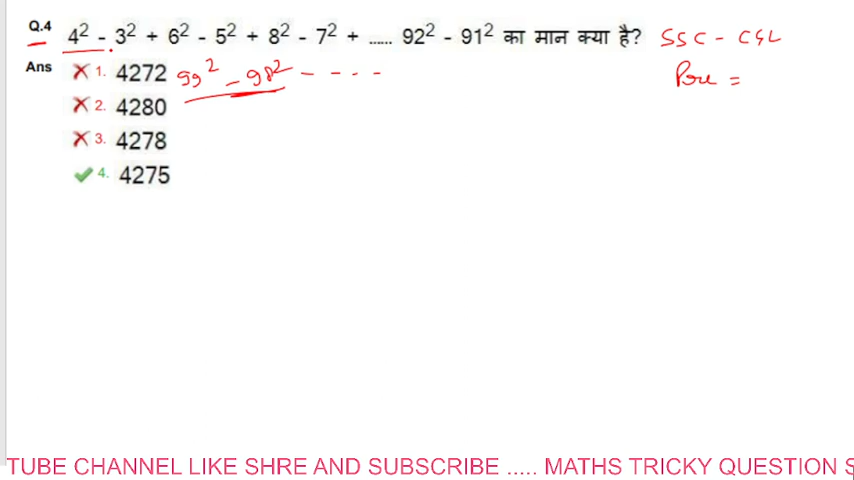 Q.4 4² - 3² + 6² - 5² + 8² - 7² + ...... 92² - 91² का मान क्या है? SSC - CGL
Ans ✗ 1. 4272 99² - 98² - - - - Pre =
✗ 2. 4280
✗ 3. 4278
✔ 4. 4275
TUBE CHANNEL LIKE SHRE AND SUBSCRIBE ..... MATHS TRICKY QUESTION S